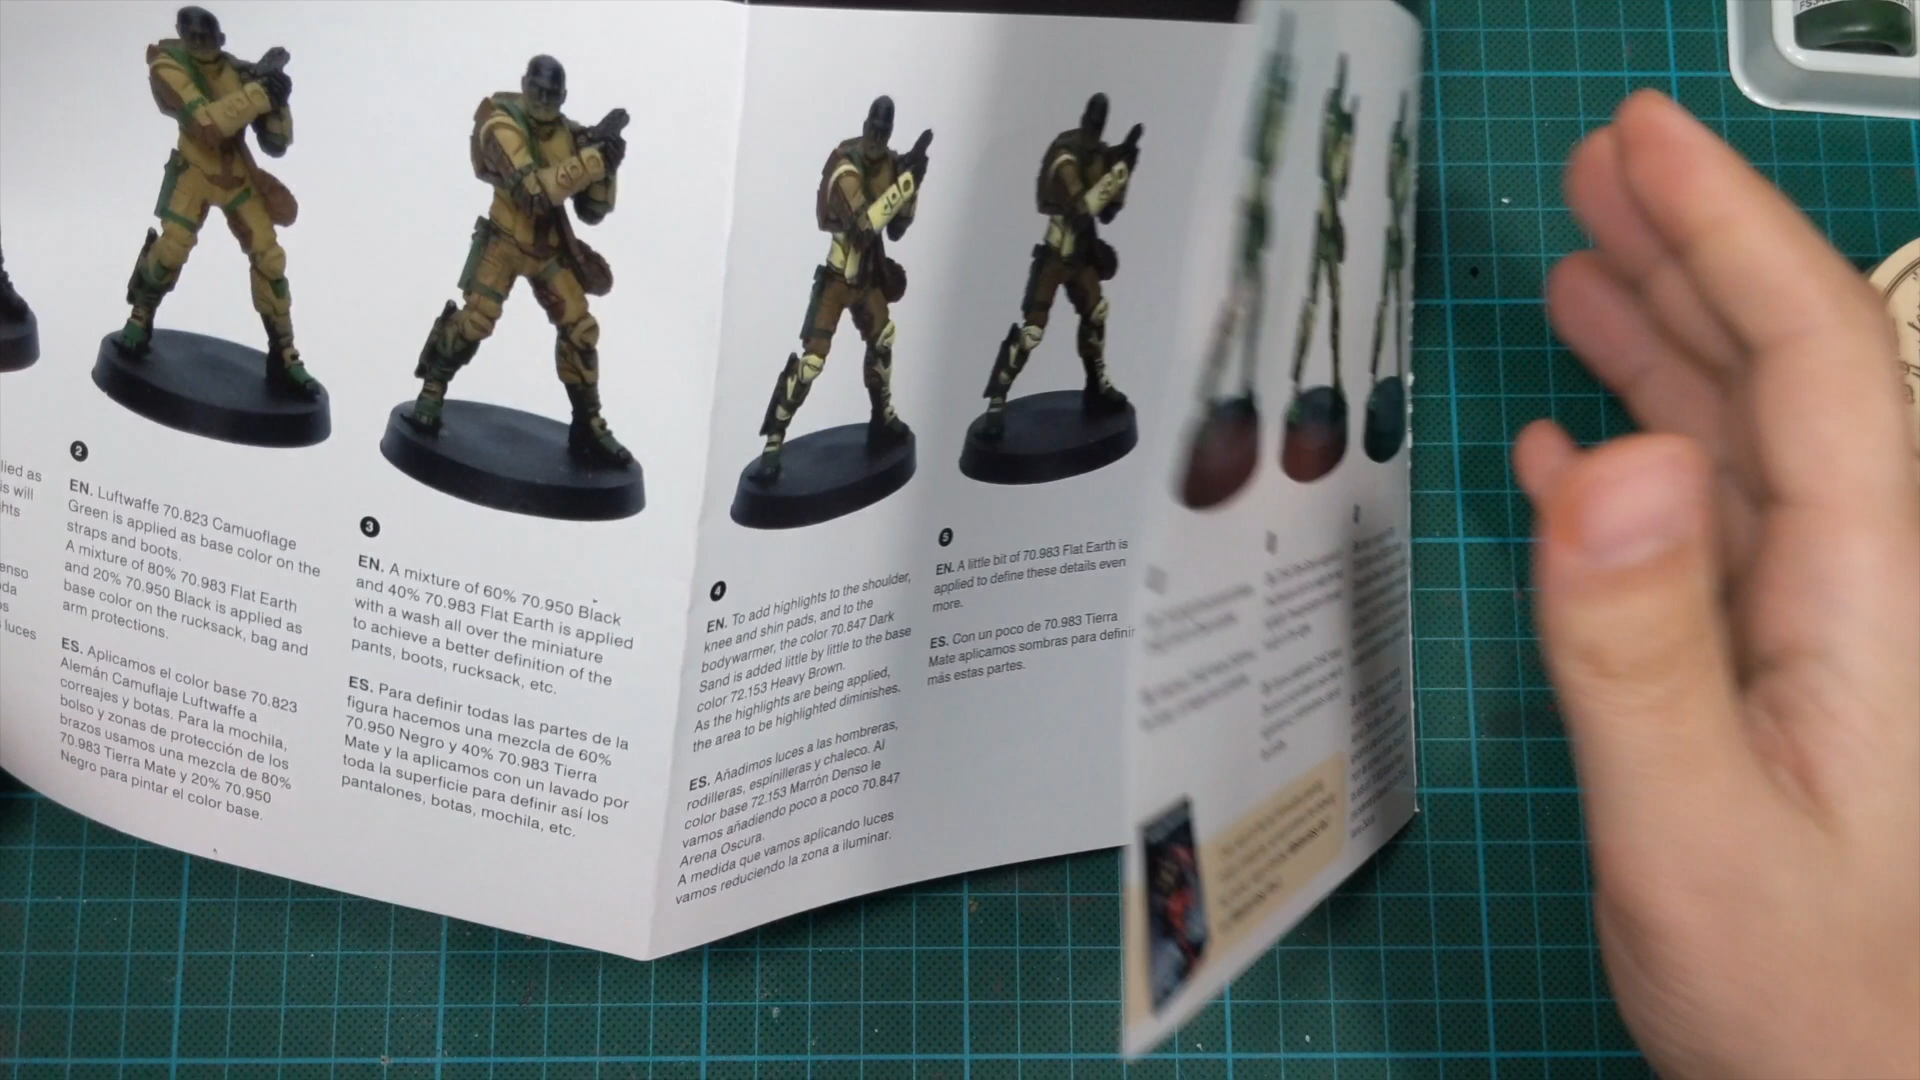 lied as
is will
hts
enso
da
os
luces
2
EN. Luftwaffe 70.823 Camuoflage
Green is applied as base color on the
straps and boots.
A mixture of 80% 70.983 Flat Earth
and 20% 70.950 Black is applied as
base color on the rucksack, bag and
arm protections.
ES. Aplicamos el color base 70.823
Alemán Camuflaje Luftwaffe a
correajes y botas. Para la mochila,
bolso y zonas de protección de los
brazos usamos una mezcla de 80%
70.983 Tierra Mate y 20% 70.950
Negro para pintar el color base.
3
EN. A mixture of 60% 70.950 Black
and 40% 70.983 Flat Earth is applied
with a wash all over the miniature
to achieve a better definition of the
pants, boots, rucksack, etc.
ES. Para definir todas las partes de la
figura hacemos una mezcla de 60%
70.950 Negro y 40% 70.983 Tierra
Mate y la aplicamos con un lavado por
toda la superficie para definir así los
pantalones, botas, mochila, etc.
4
EN. To add highlights to the shoulder,
knee and shin pads, and to the
bodywarmer, the color 70.847 Dark
Sand is added little by little to the base
color 72.153 Heavy Brown.
As the highlights are being applied,
the area to be highlighted diminishes.
ES. Añadimos luces a las hombreras,
rodilleras, espinilleras y chaleco. Al
color base 72.153 Marrón Denso le
vamos añadiendo poco a poco 70.847
Arena Oscura.
A medida que vamos aplicando luces
vamos reduciendo la zona a iluminar.
5
EN. A little bit of 70.983 Flat Earth is
applied to define these details even
more.
ES. Con un poco de 70.983 Tierra
Mate aplicamos sombras para definir
más estas partes.